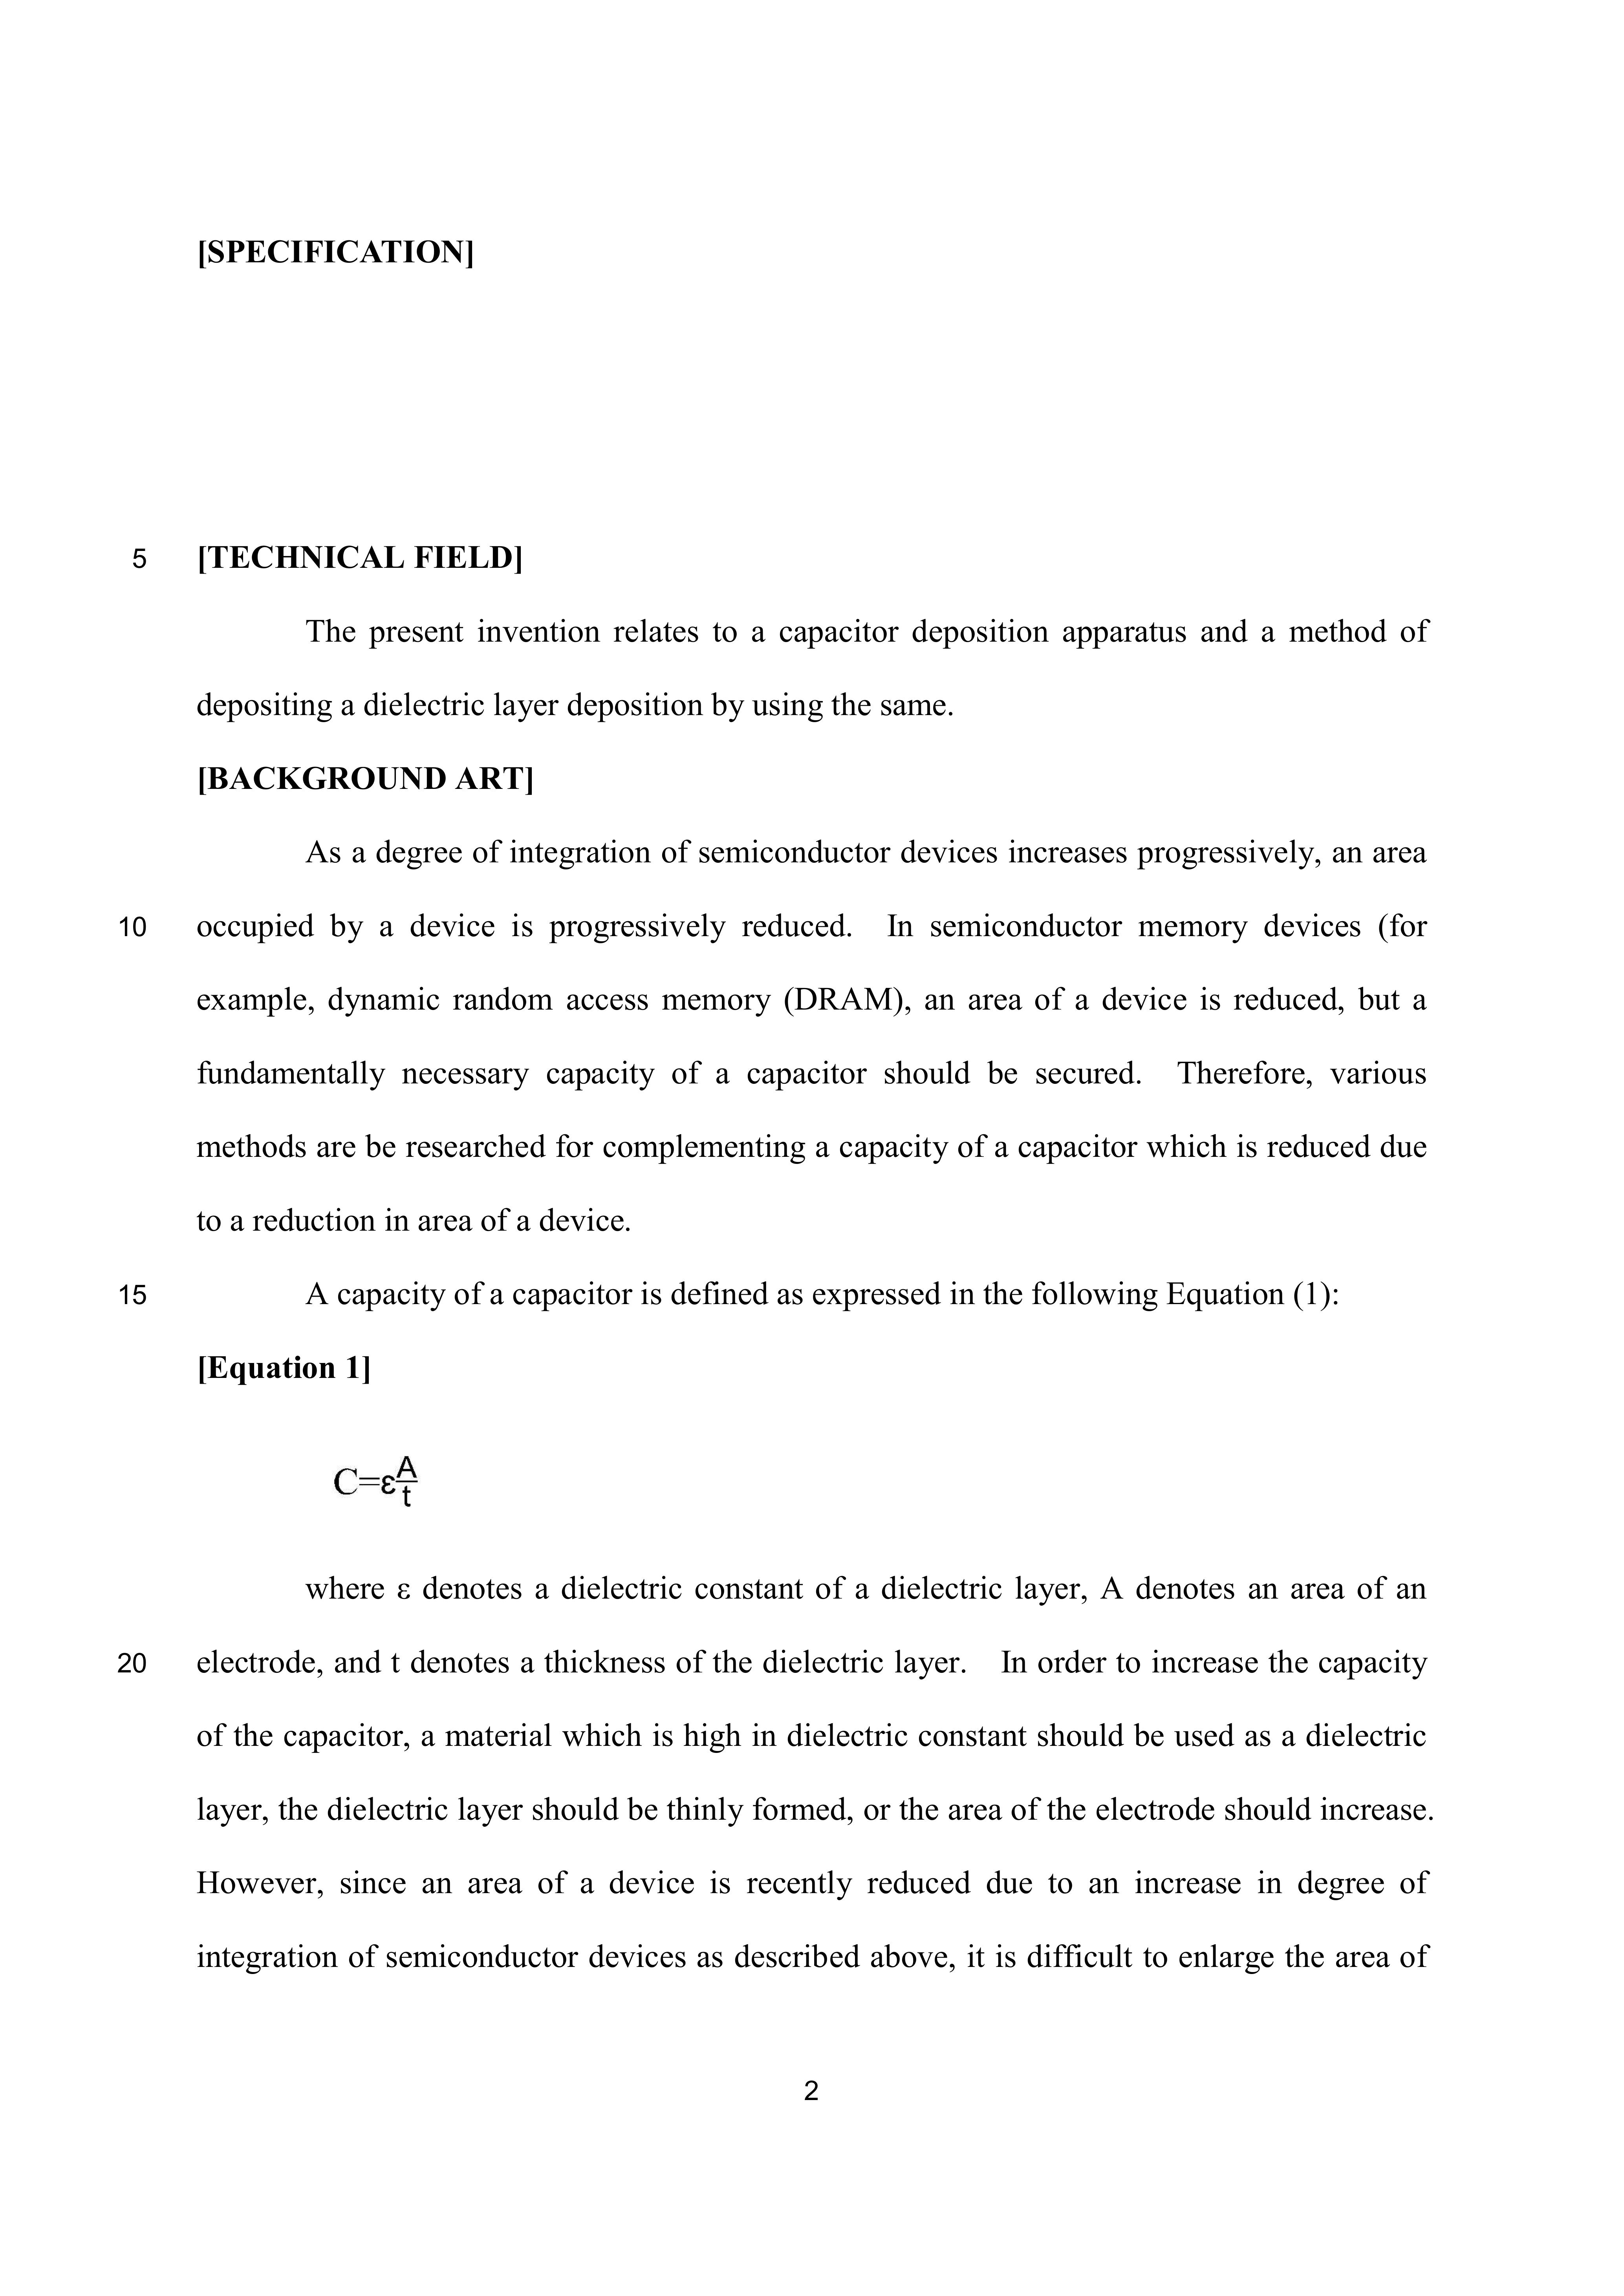 [SPECIFICATION]
5 [TECHNICAL FIELD]
The present invention relates to a capacitor deposition apparatus and a method of
depositing a dielectric layer deposition by using the same.
[BACKGROUND ART]
As a degree of integration of semiconductor devices increases progressively, an area
10 occupied by a device is progressively reduced. In semiconductor memory devices (for
example, dynamic random access memory (DRAM), an area of a device is reduced, but a
fundamentally necessary capacity of a capacitor should be secured. Therefore, various
methods are be researched for complementing a capacity of a capacitor which is reduced due
to a reduction in area of a device.
15 A capacity of a capacitor is defined as expressed in the following Equation (1):
[Equation 1]
C=ε A/t
where ε denotes a dielectric constant of a dielectric layer, A denotes an area of an
20 electrode, and t denotes a thickness of the dielectric layer. In order to increase the capacity
of the capacitor, a material which is high in dielectric constant should be used as a dielectric
layer, the dielectric layer should be thinly formed, or the area of the electrode should increase.
However, since an area of a device is recently reduced due to an increase in degree of
integration of semiconductor devices as described above, it is difficult to enlarge the area of
2